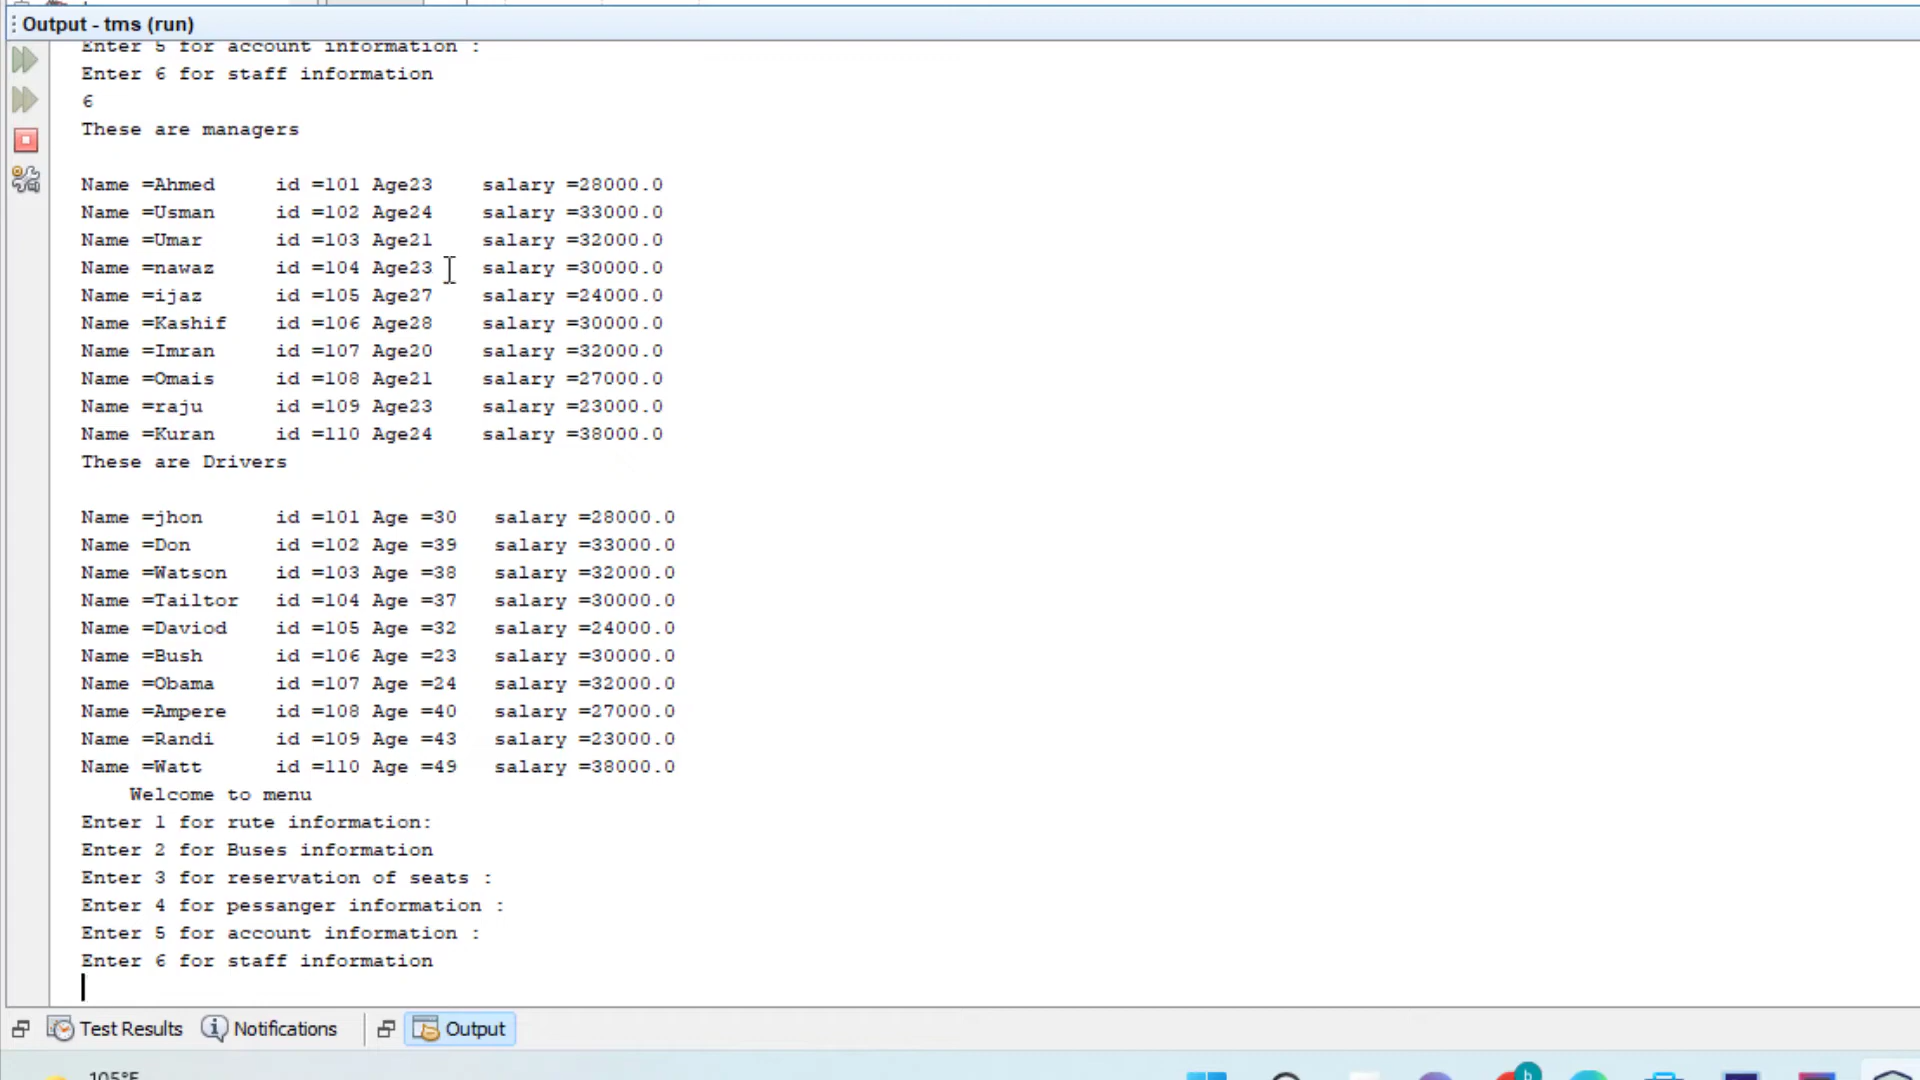 Output - tms (run)
Enter 5 for account information :
Enter 6 for staff information
6
These are managers
Name =Ahmed     id =101 Age23    salary =28000.0
Name =Usman     id =102 Age24    salary =33000.0
Name =Umar      id =103 Age21    salary =32000.0
Name =nawaz     id =104 Age23    salary =30000.0
Name =ijaz      id =105 Age27    salary =24000.0
Name =Kashif    id =106 Age28    salary =30000.0
Name =Imran     id =107 Age20    salary =32000.0
Name =Omais     id =108 Age21    salary =27000.0
Name =raju      id =109 Age23    salary =23000.0
Name =Kuran     id =110 Age24    salary =38000.0
These are Drivers
Name =jhon      id =101 Age =30   salary =28000.0
Name =Don       id =102 Age =39   salary =33000.0
Name =Watson    id =103 Age =38   salary =32000.0
Name =Tailtor   id =104 Age =37   salary =30000.0
Name =Daviod    id =105 Age =32   salary =24000.0
Name =Bush      id =106 Age =23   salary =30000.0
Name =Obama     id =107 Age =24   salary =32000.0
Name =Ampere    id =108 Age =40   salary =27000.0
Name =Randi     id =109 Age =43   salary =23000.0
Name =Watt      id =110 Age =49   salary =38000.0
Welcome to menu
Enter 1 for rute information:
Enter 2 for Buses information
Enter 3 for reservation of seats :
Enter 4 for pessanger information :
Enter 5 for account information :
Enter 6 for staff information
Test Results Notifications Output
105°F